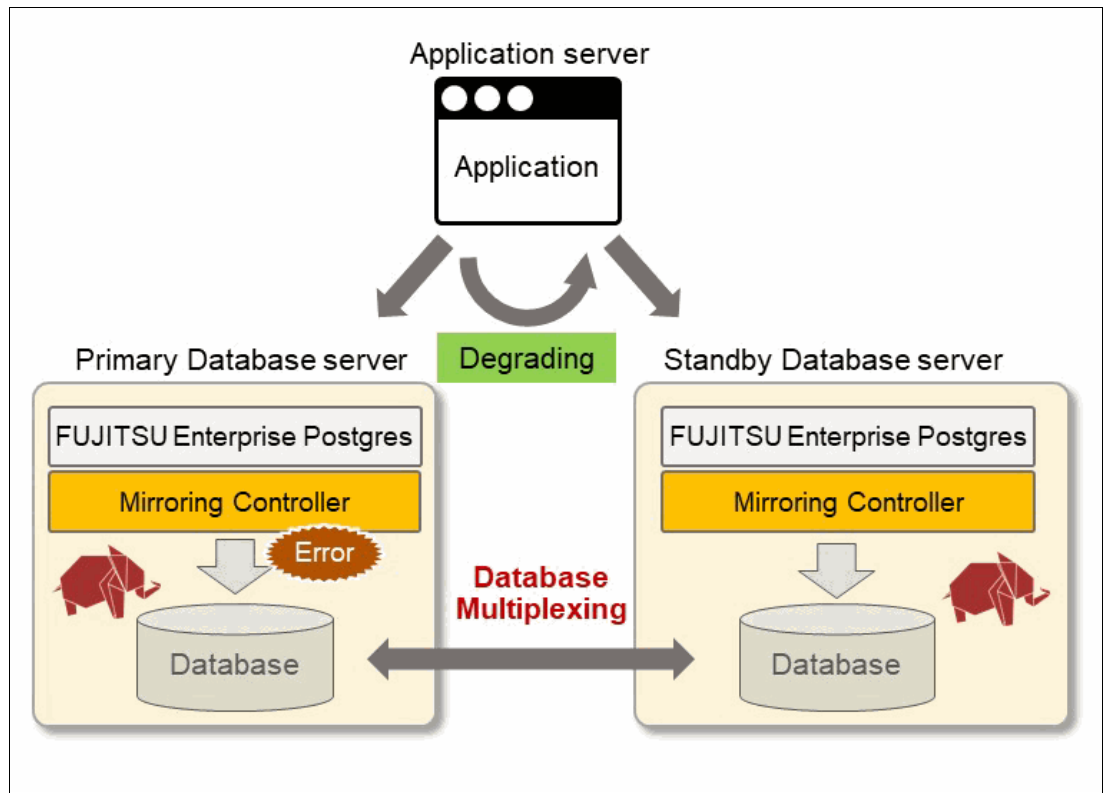 Application server
Application
Degrading
Primary Database server
Standby Database server
FUJITSU Enterprise Postgres
Mirroring Controller
Error
Database
FUJITSU Enterprise Postgres
Mirroring Controller
Database
Database
Multiplexing